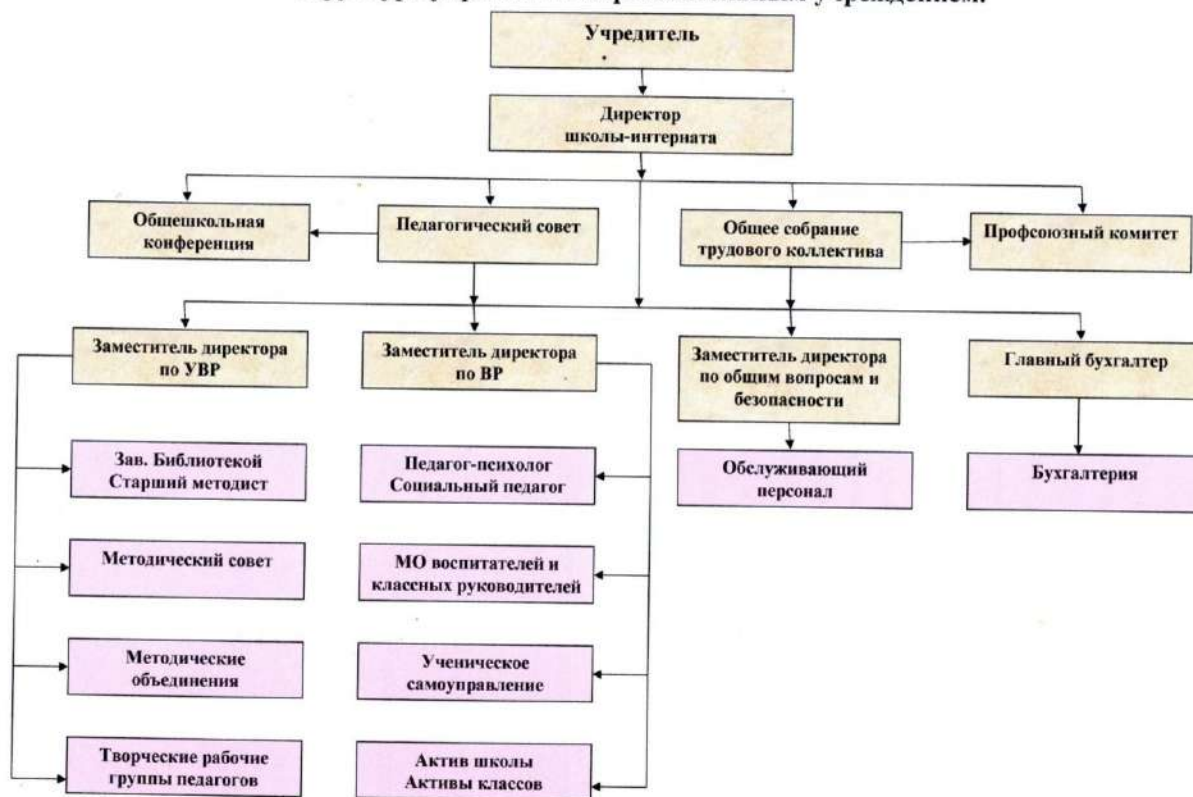 Учредитель
Директор
школы-интерната
Общешкольная
конференция
Педагогический совет
Общее собрание
трудового коллектива
Профсоюзный комитет
Заместитель директора
по УВР
Заместитель директора
по ВР
Заместитель директора
по общим вопросам и
безопасности
Главный бухгалтер
Зав. Библиотекой
Старший методист
Педагог-психолог
Социальный педагог
Обслуживающий
персонал
Бухгалтерия
Методический совет
МО воспитателей и
классных руководителей
Методические
объединения
Ученическое
самоуправление
Творческие рабочие
группы педагогов
Актив школы
Активы классов